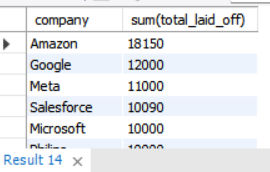 company sum(total_laid_off)
Amazon 18150
Google 12000
Meta 11000
Salesforce 10090
Microsoft 10000
Result 14 ×